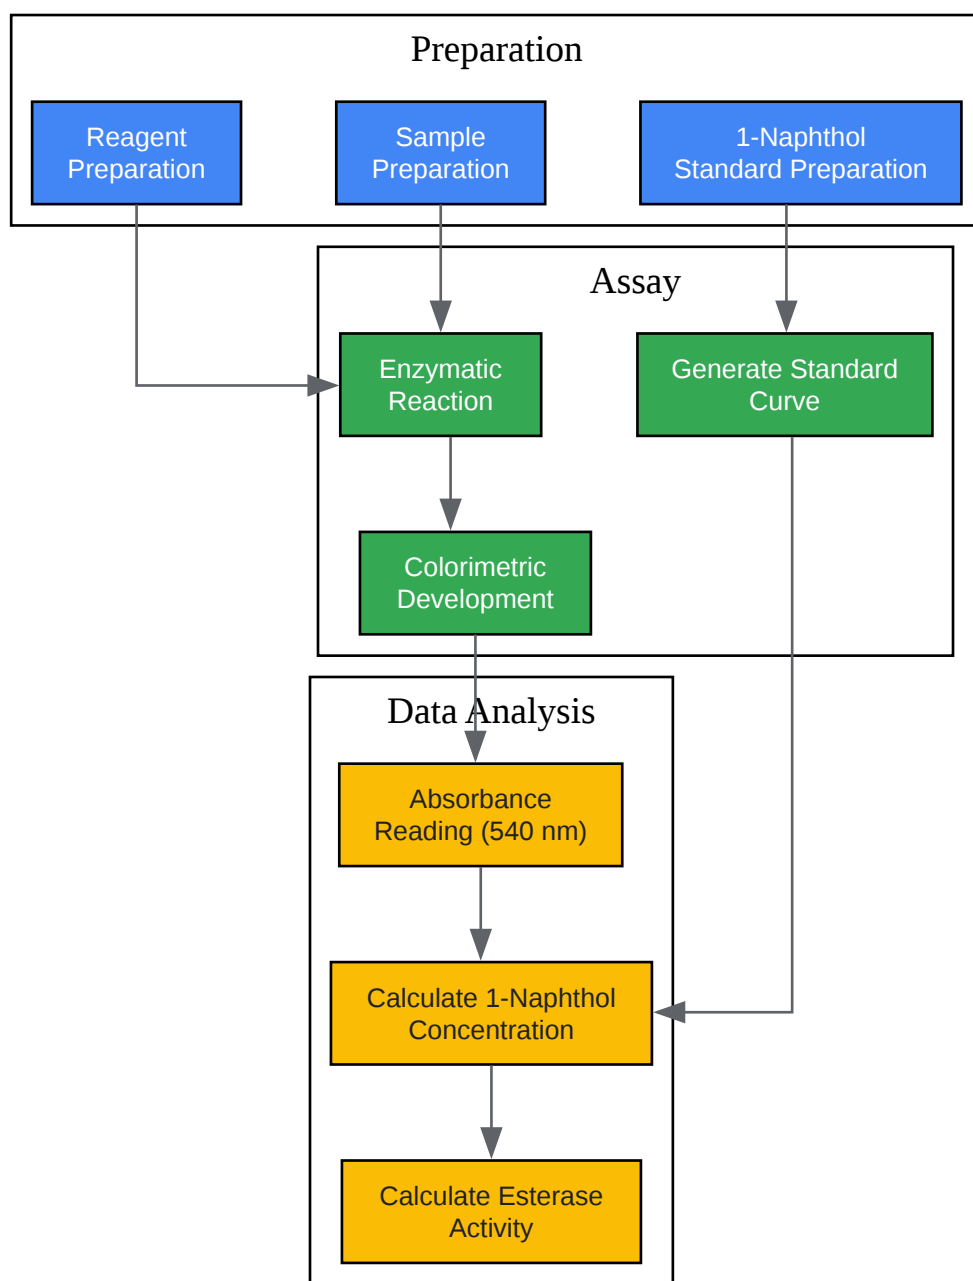 Preparation
Reagent
Preparation
Sample
Preparation
1-Naphthol
Standard Preparation
Assay
Enzymatic
Reaction
Generate Standard
Curve
Colorimetric
Development
Data Analysis
Absorbance
Reading (540 nm)
Calculate 1-Naphthol
Concentration
Calculate Esterase
Activity